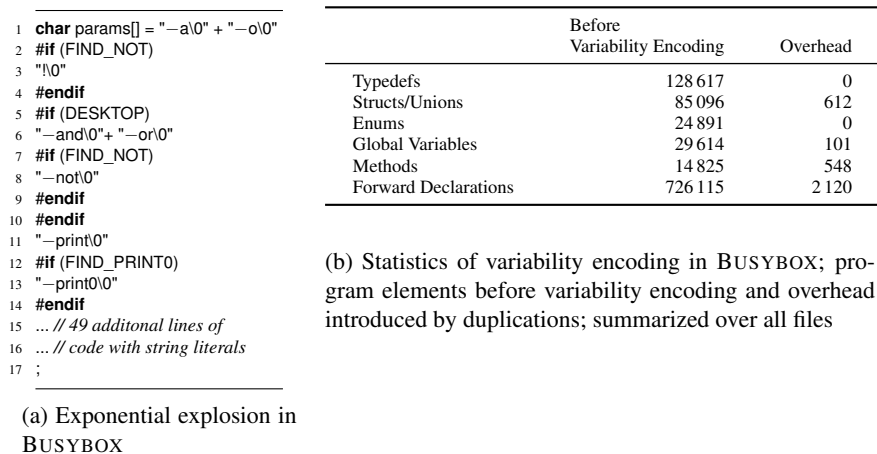 1 char params[] = "−a\0" + "−o\0"
2 #if (FIND_NOT)
3 "!\0"
4 #endif
5 #if (DESKTOP)
6 "−and\0"+ "−or\0"
7 #if (FIND_NOT)
8 "−not\0"
9 #endif
10 #endif
11 "−print\0"
12 #if (FIND_PRINT0)
13 "−print0\0"
14 #endif
15 ... // 49 additonal lines of
16 ... // code with string literals
17 ;
(a) Exponential explosion in
BUSYBOX
Before
Variability Encoding Overhead
Typedefs 128 617 0
Structs/Unions 85 096 612
Enums 24 891 0
Global Variables 29 614 101
Methods 14 825 548
Forward Declarations 726 115 2 120
(b) Statistics of variability encoding in BUSYBOX; pro-
gram elements before variability encoding and overhead
introduced by duplications; summarized over all files